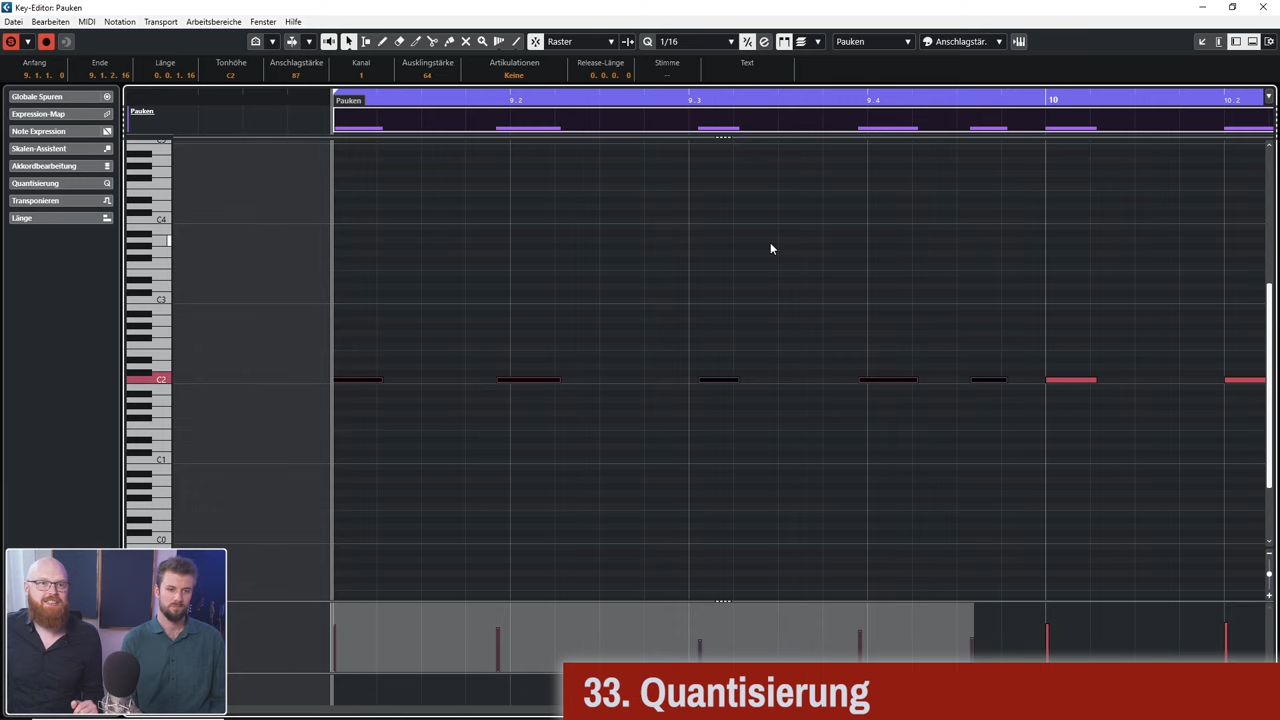 Key-Editor: Pauken
Datei Bearbeiten MIDI Notation Transport Arbeitsbereiche Fenster Hilfe
S Raster Q 1/16 Pauken Anschlagstär.
Anfang Ende Länge Tonhöhe Anschlagstärke Kanal Ausklingstärke Artikulationen Release-Länge Stimme Text
9. 1. 1. 0 9. 1. 2. 16 0. 0. 1. 16 C2 87 1 64 Keine 0. 0. 0. 0 --
Globale Spuren
Expression-Map
Note Expression
Skalen-Assistent
Akkordbearbeitung
Quantisierung
Transponieren
Länge
Pauken 9.2 9.3 9.4 10 10.2
Pauken
C4
C3
C2
C1
C0
33. Quantisierung